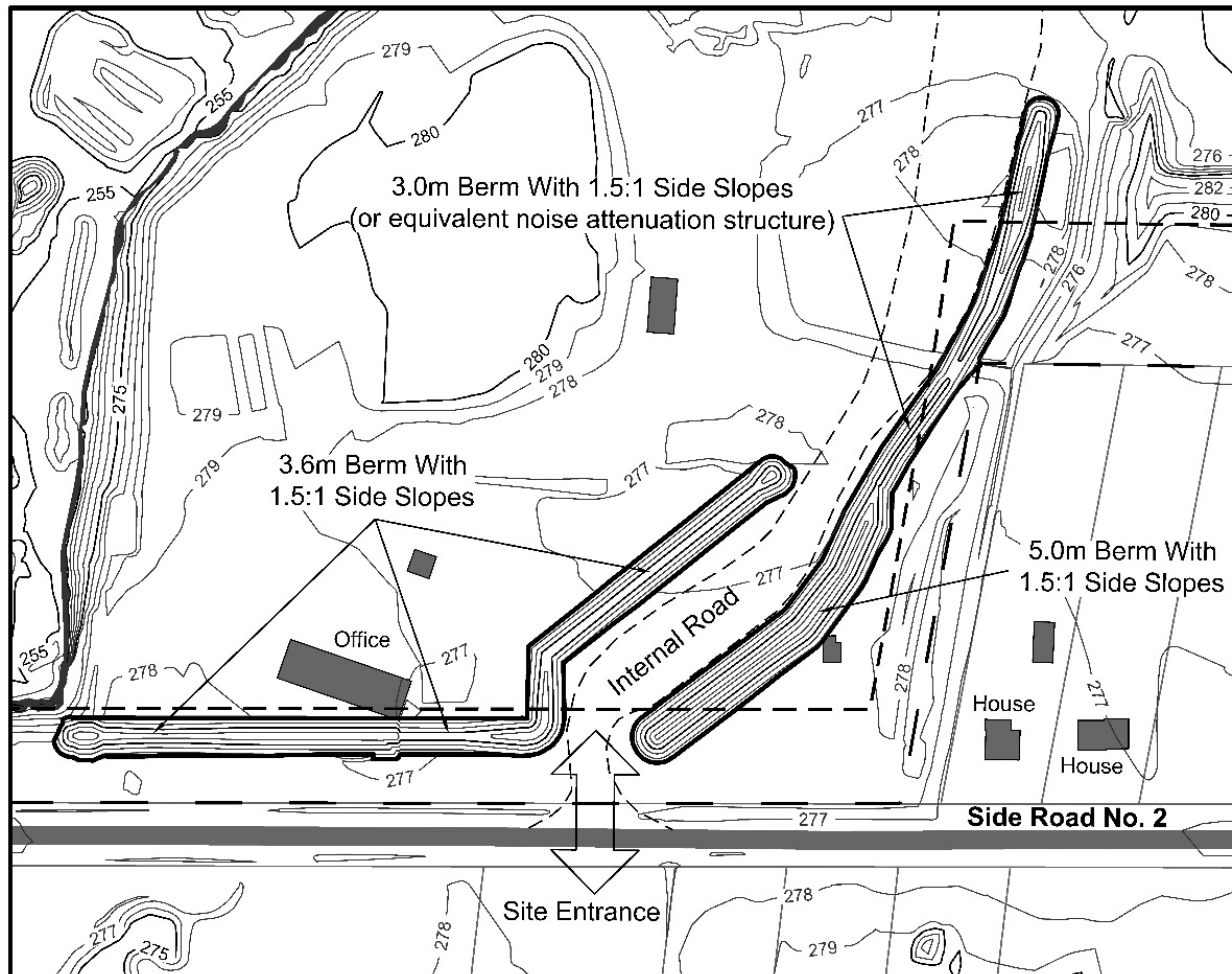 279
277
255
280
278
276
282
280
255
3.0m Berm With 1.5:1 Side Slopes
(or equivalent noise attenuation structure)
278
276
278
277
280
279
278
275
279
278
3.6m Berm With
1.5:1 Side Slopes
279
277
5.0m Berm With
1.5:1 Side Slopes
277
Internal Road
Office
277
255
278
278
277
House
House
277
277
Side Road No. 2
Site Entrance
278
278
277
275
279